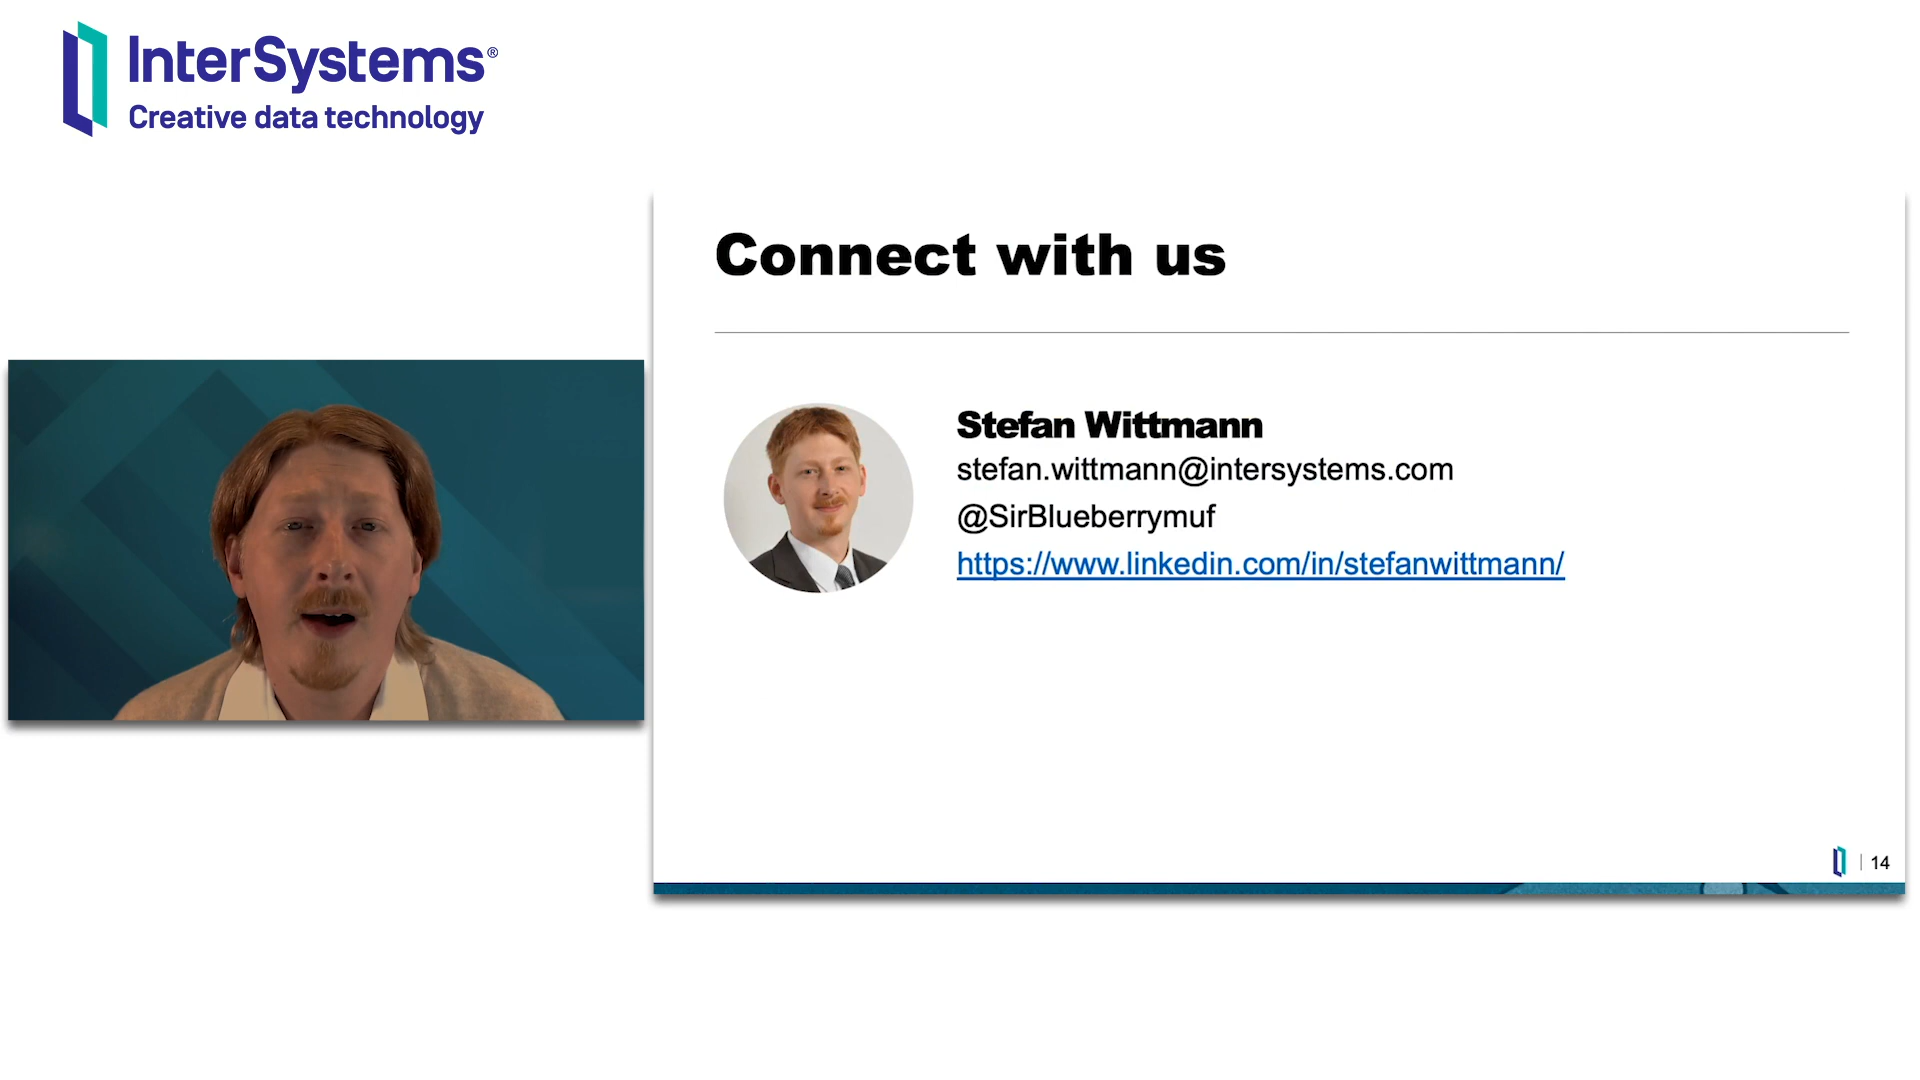 InterSystems®
Creative data technology
Connect with us
Stefan Wittmann
stefan.wittmann@intersystems.com
@SirBlueberrymuf
https://www.linkedin.com/in/stefanwittmann/
14